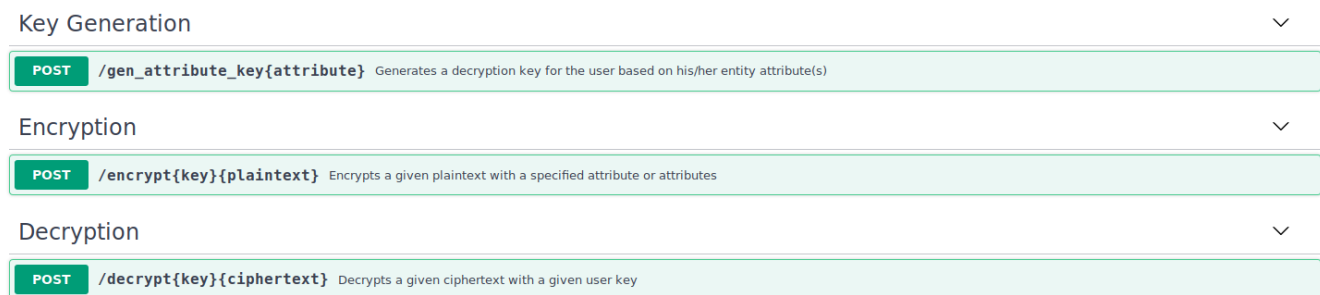 Key Generation
POST /gen_attribute_key{attribute} Generates a decryption key for the user based on his/her entity attribute(s)
Encryption
POST /encrypt{key}{plaintext} Encrypts a given plaintext with a specified attribute or attributes
Decryption
POST /decrypt{key}{ciphertext} Decrypts a given ciphertext with a given user key